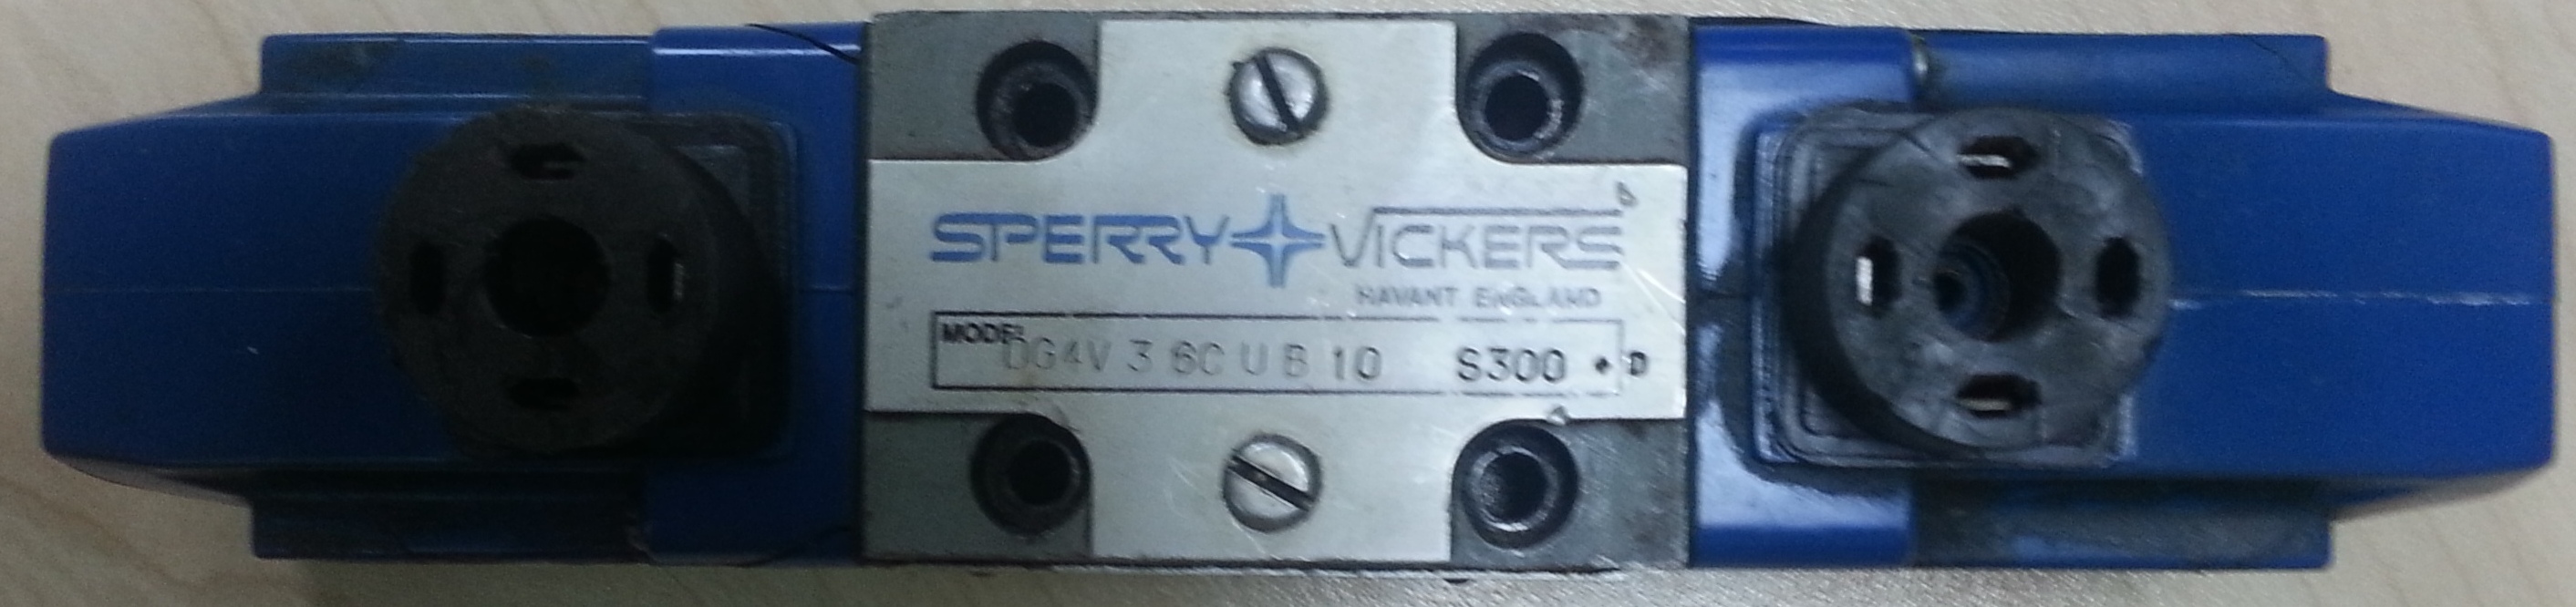 SPERRY VICKERS
HAVANT ENGLAND
MODEL DG4V 3 6C U B 10 S300 D